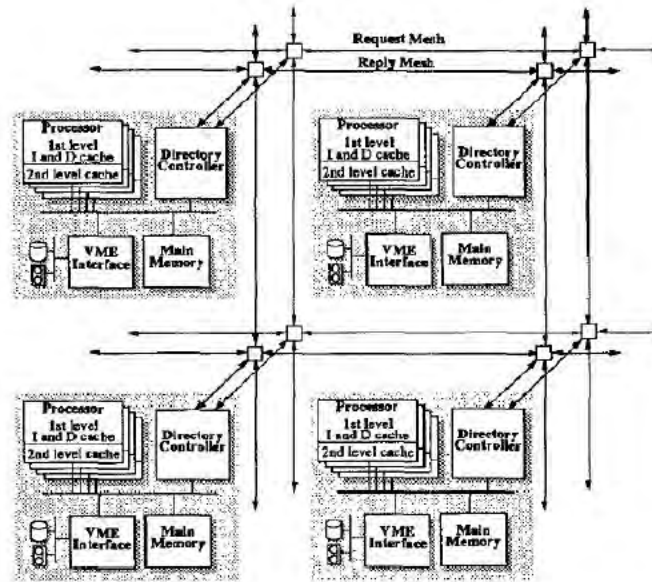 Request Mesh
Reply Mesh
Processor
1st level
I and D cache
2nd level cache
Directory
Controller
VME
Interface
Main
Memory
Processor
1st level
I and D cache
2nd level cache
Directory
Controller
VME
Interface
Main
Memory
Processor
1st level
I and D cache
2nd level cache
Directory
Controller
VME
Interface
Main
Memory
Processor
1st level
I and D cache
2nd level cache
Directory
Controller
VME
Interface
Main
Memory